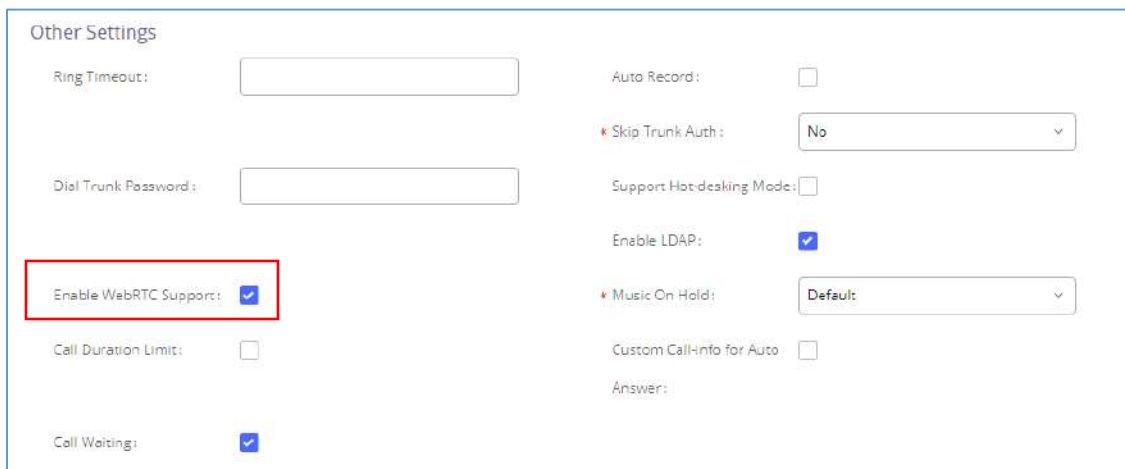 Other Settings
Ring Timeout:
Auto Record:
* Skip Trunk Auth: No
Dial Trunk Password:
Support Hot-desking Mode:
Enable LDAP:
Enable WebRTC Support:
* Music On Hold: Default
Call Duration Limit:
Custom Call-info for Auto
Answer:
Call Waiting: